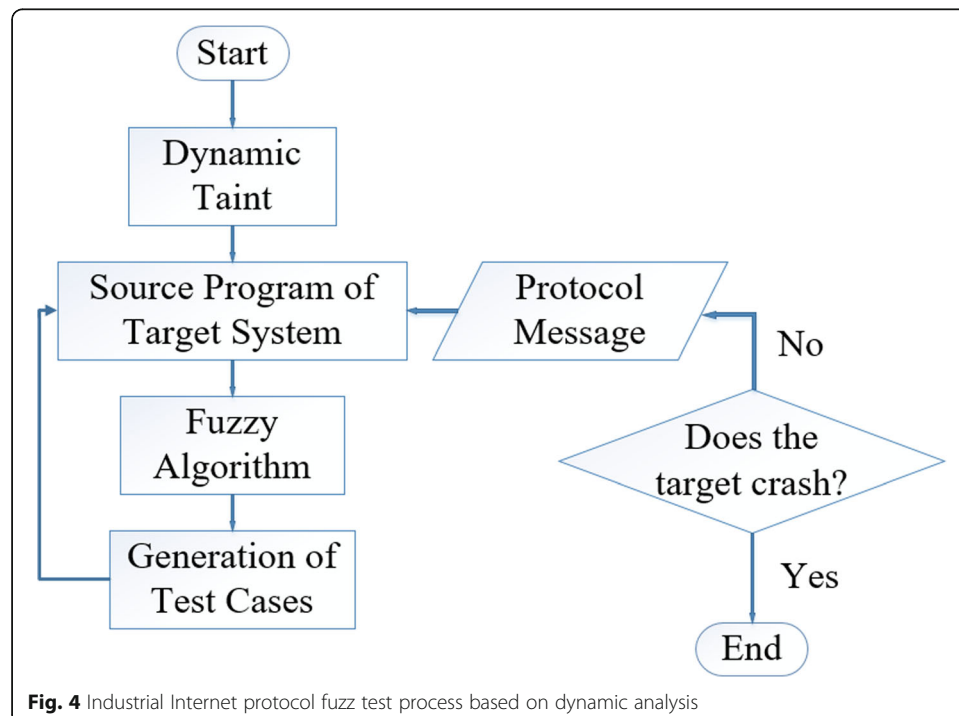 Start
Dynamic
Taint
Source Program of
Target System
Protocol
Message
No
Fuzzy
Algorithm
Does the
target crash?
Generation of
Test Cases
Yes
End
Fig. 4 Industrial Internet protocol fuzz test process based on dynamic analysis